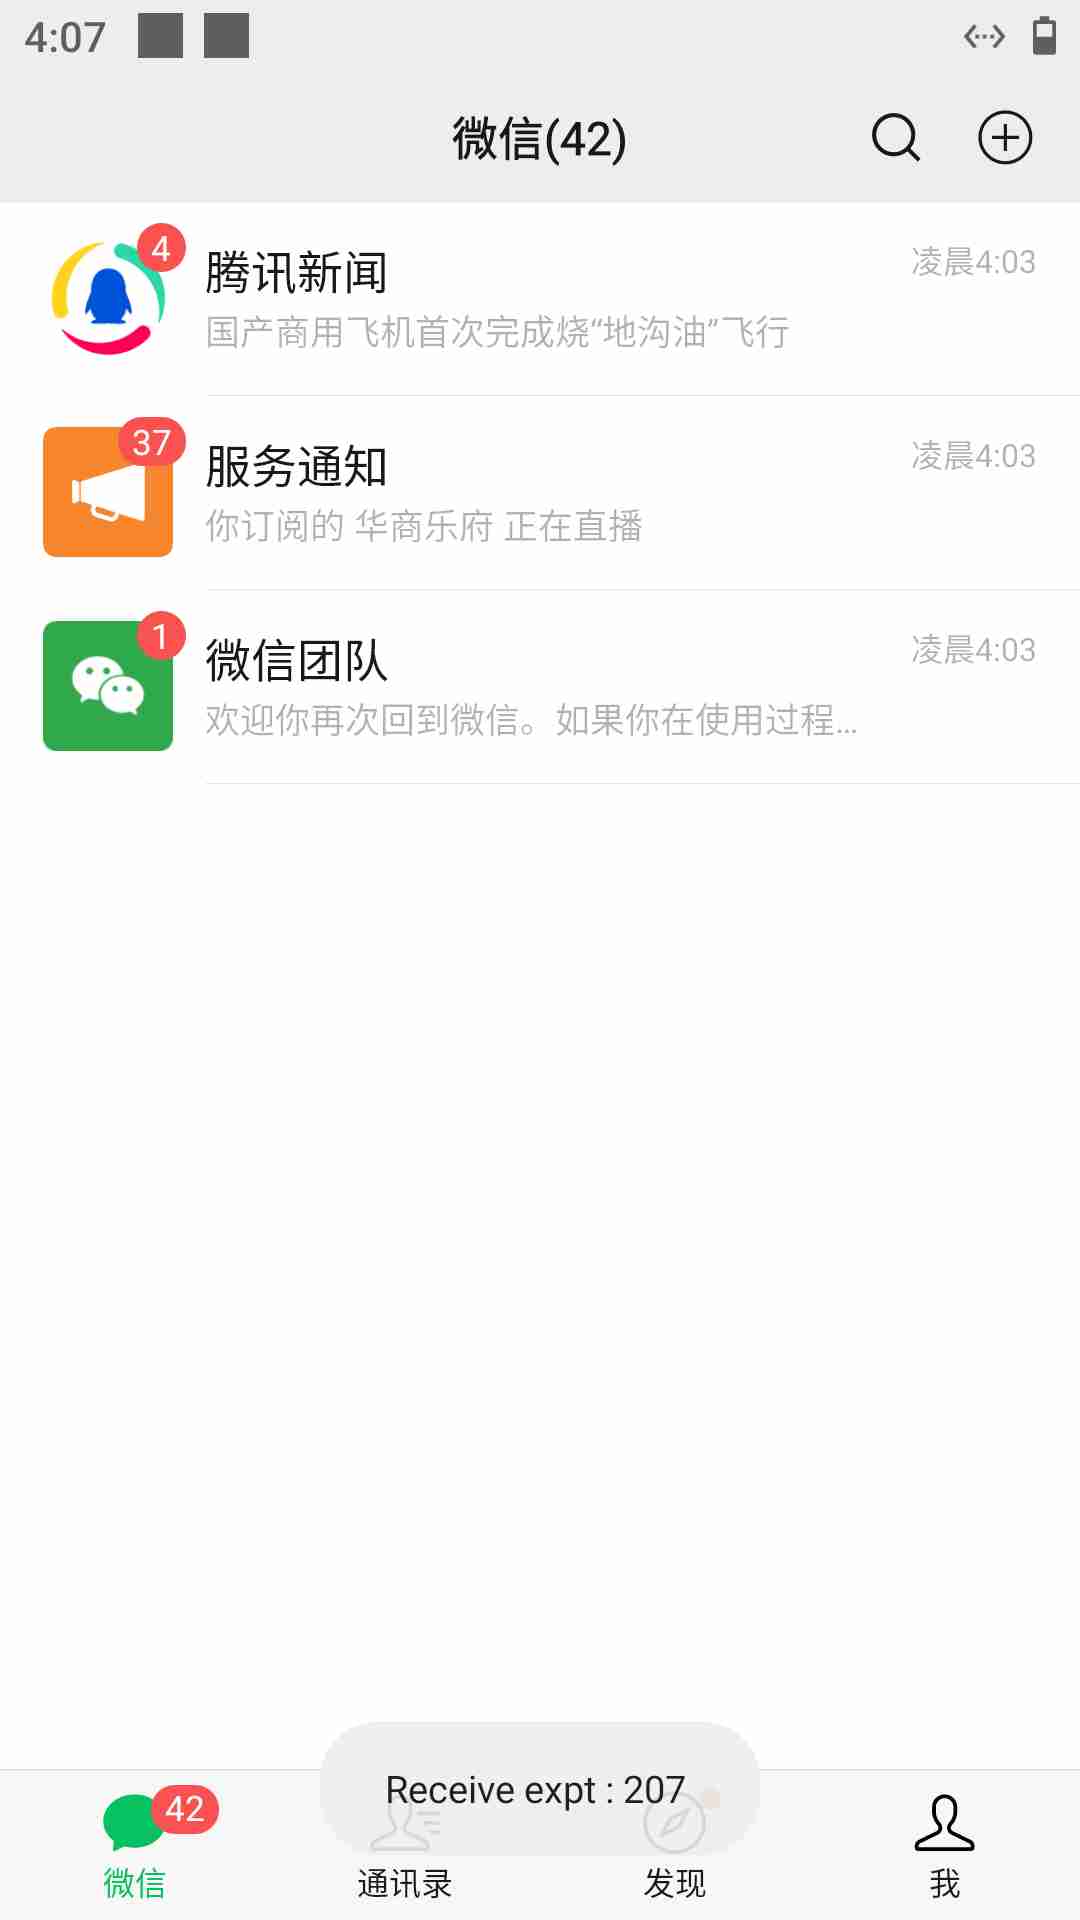 4:07
微信(42)
4
腾讯新闻
凌晨4:03
国产商用飞机首次完成烧“地沟油”飞行
37
服务通知
凌晨4:03
你订阅的 华商乐府 正在直播
1
微信团队
凌晨4:03
欢迎你再次回到微信。如果你在使用过程...
Receive expt : 207
42
微信
通讯录
发现
我